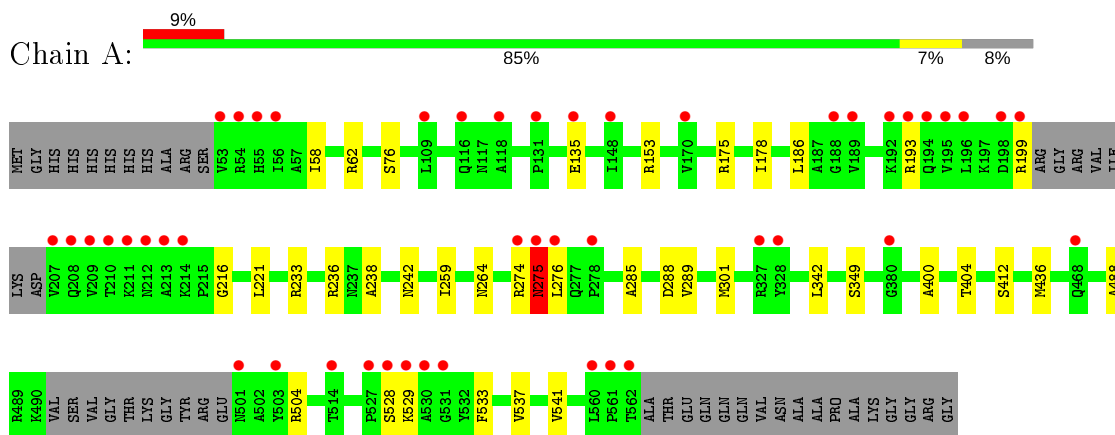 9%
Chain A:
85% 7% 8%
MET GLY HIS HIS HIS HIS HIS HIS ALA ARG SER V53 R54 H55 I56 A57 I58 R62 S76 L109 Q116 N117 A118 P131 E135 I148 R153 V170 R175 I178 L186 A187 G188 V189 K192 R193 Q194 V195 L196 K197 D198 R199 ARG GLY ARG VAL ILE
LYS ASP V207 Q208 V209 T210 K211 N212 A213 K214 P215 G216 L221 R233 R236 N237 A238 N242 I259 N264 R274 N275 L276 Q277 P278 A285 D288 V289 M301 R327 Y328 L342 S349 G380 A400 T404 S412 M436 Q468 A488
R489 K490 VAL SER VAL GLY THR LYS GLY TYR ARG GLU N501 A502 Y503 R504 T514 P527 S528 K529 A530 G531 Y532 F533 V537 V541 L560 P561 T562 ALA THR GLU GLN GLN GLN VAL ASN ALA ALA PRO ALA LYS GLY GLY ARG GLY